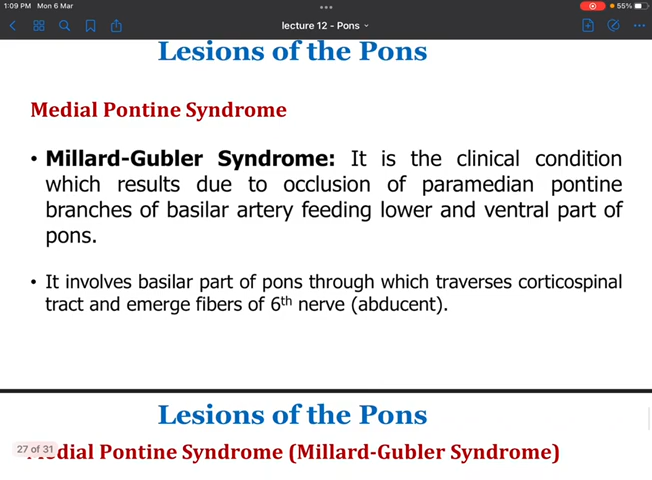 1:09 PM Mon 6 Mar
55%
lecture 12 - Pons
Lesions of the Pons
Medial Pontine Syndrome
• Millard-Gubler Syndrome: It is the clinical condition
which results due to occlusion of paramedian pontine
branches of basilar artery feeding lower and ventral part of
pons.
• It involves basilar part of pons through which traverses corticospinal
tract and emerge fibers of 6th nerve (abducent).
Lesions of the Pons
27 of 31
Medial Pontine Syndrome (Millard-Gubler Syndrome)